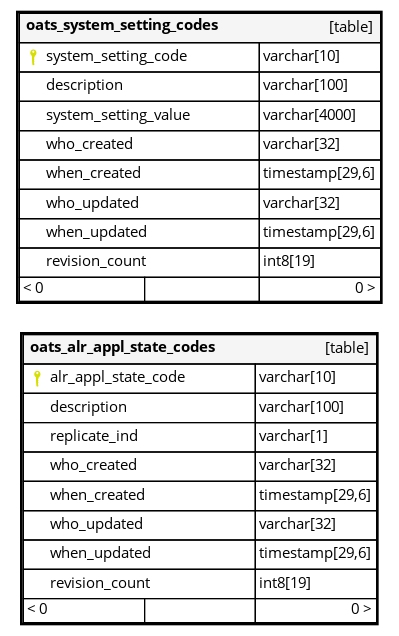 oats_system_setting_codes [table]
system_setting_code varchar[10]
description varchar[100]
system_setting_value varchar[4000]
who_created varchar[32]
when_created timestamp[29,6]
who_updated varchar[32]
when_updated timestamp[29,6]
revision_count int8[19]
< 0 0 >
oats_alr_appl_state_codes [table]
alr_appl_state_code varchar[10]
description varchar[100]
replicate_ind varchar[1]
who_created varchar[32]
when_created timestamp[29,6]
who_updated varchar[32]
when_updated timestamp[29,6]
revision_count int8[19]
< 0 0 >